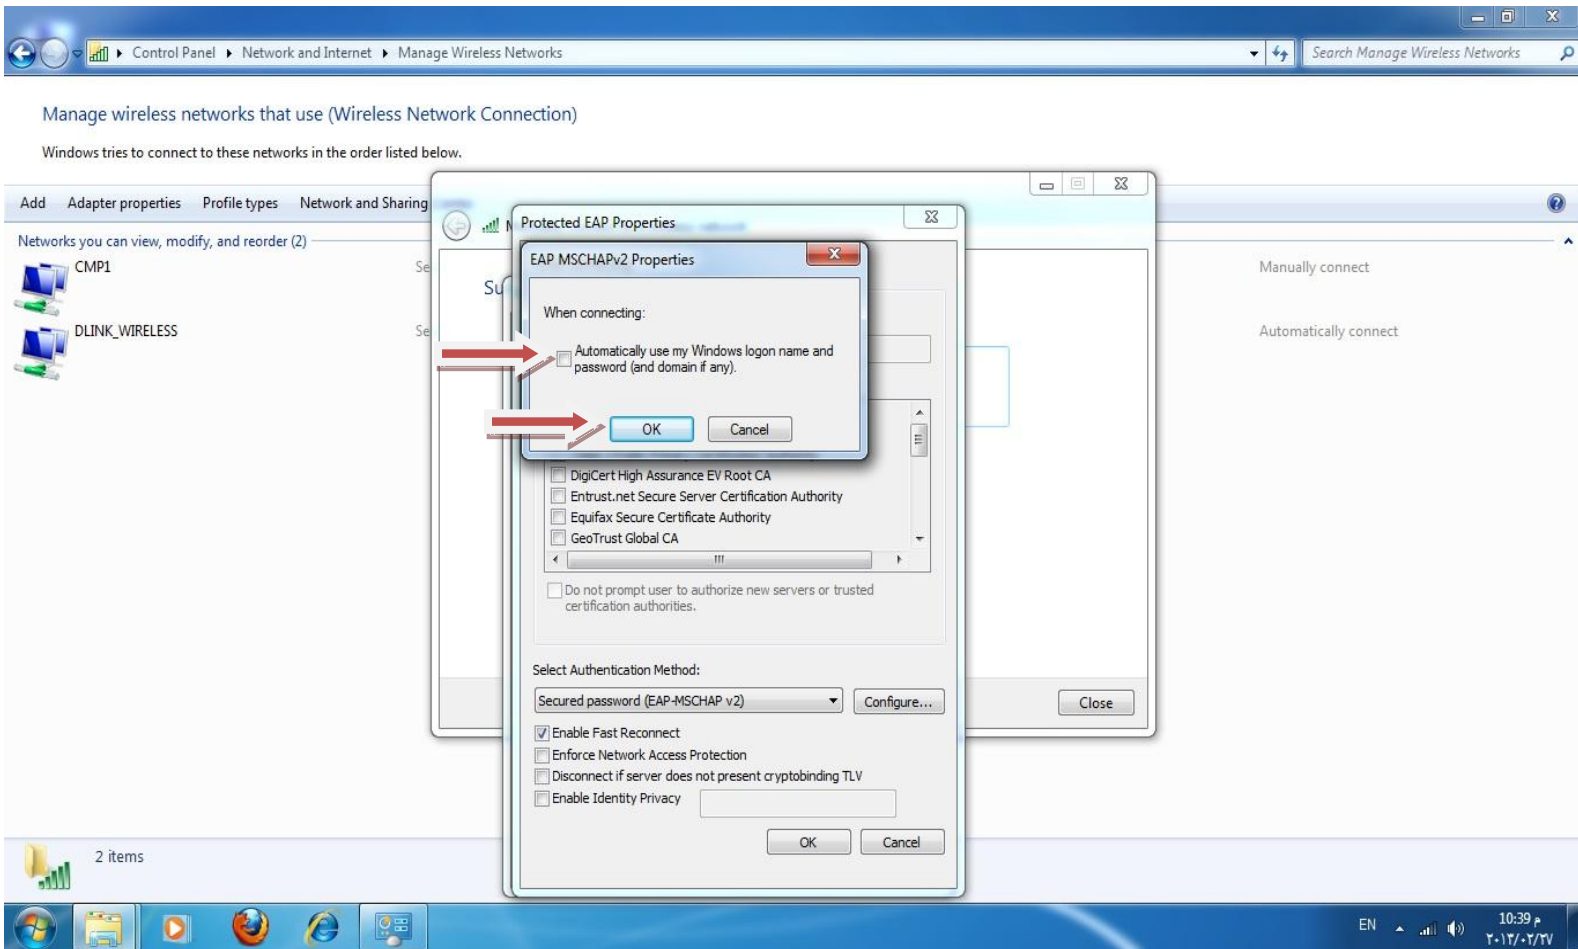 Control Panel ▸ Network and Internet ▸ Manage Wireless Networks
Search Manage Wireless Networks
Manage wireless networks that use (Wireless Network Connection)
Windows tries to connect to these networks in the order listed below.
Add Adapter properties Profile types Network and Sharing
Networks you can view, modify, and reorder (2)
CMP1
Se
Manually connect
DLINK_WIRELESS
Se
Automatically connect
Su
Protected EAP Properties
EAP MSCHAPv2 Properties
When connecting:
Automatically use my Windows logon name and
password (and domain if any).
OK Cancel
DigiCert High Assurance EV Root CA
Entrust.net Secure Server Certification Authority
Equifax Secure Certificate Authority
GeoTrust Global CA
Do not prompt user to authorize new servers or trusted
certification authorities.
Select Authentication Method:
Secured password (EAP-MSCHAP v2) Configure...
Enable Fast Reconnect
Enforce Network Access Protection
Disconnect if server does not present cryptobinding TLV
Enable Identity Privacy
OK Cancel
Close
2 items
EN
10:39 م
٢٠١٣/٠٢/٢٧